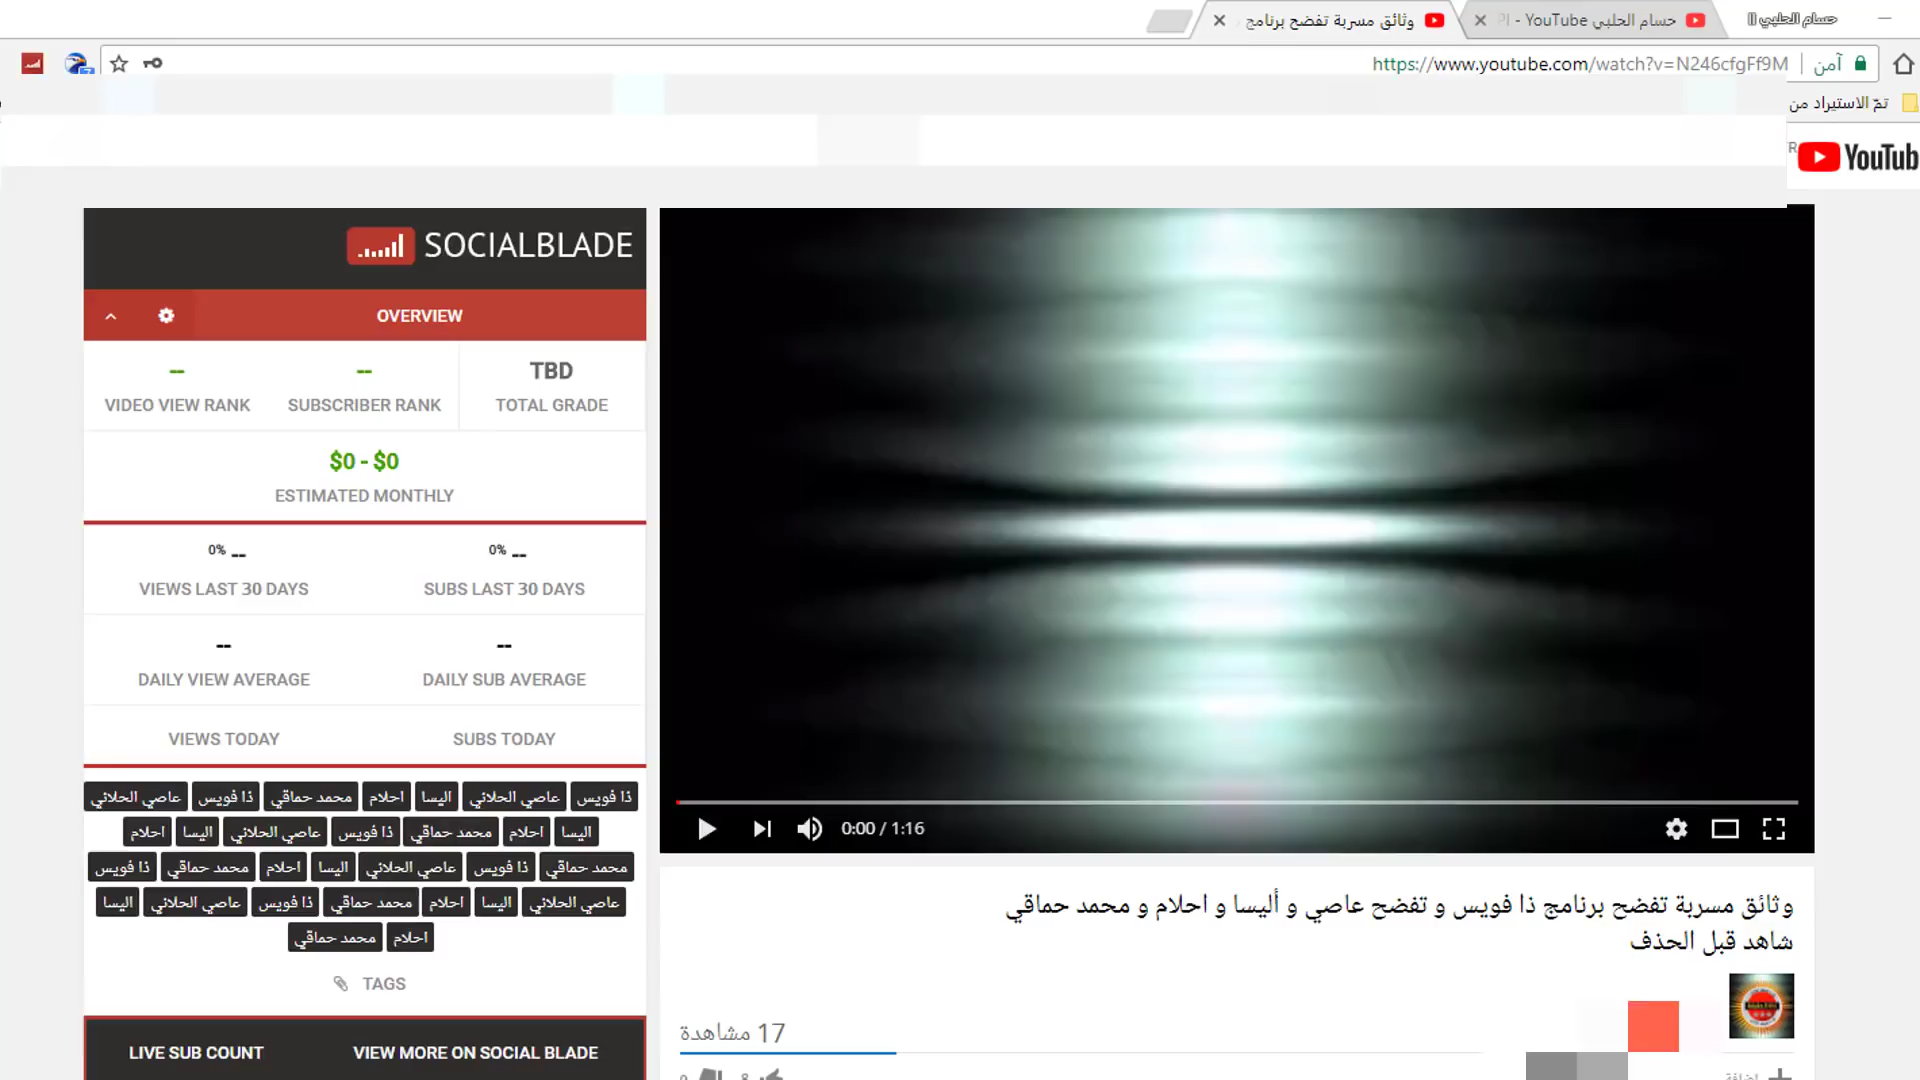 وثائق مسربة تفضح برنامج
حسام الحلبي - YouTube
حسام الحلبي ||
https://www.youtube.com/watch?v=N246cfgFf9M
آمن
تمّ الاستيراد من
YouTub
SOCIALBLADE
OVERVIEW
-- -- TBD
VIDEO VIEW RANK SUBSCRIBER RANK TOTAL GRADE
$0 - $0
ESTIMATED MONTHLY
0% -- 0% --
VIEWS LAST 30 DAYS SUBS LAST 30 DAYS
-- --
DAILY VIEW AVERAGE DAILY SUB AVERAGE
VIEWS TODAY SUBS TODAY
ذا فويس عاصي الحلاني اليسا احلام محمد حماقي ذا فويس عاصي الحلاني
اليسا احلام محمد حماقي ذا فويس عاصي الحلاني اليسا احلام
محمد حماقي ذا فويس عاصي الحلاني اليسا احلام محمد حماقي ذا فويس
عاصي الحلاني اليسا احلام محمد حماقي ذا فويس عاصي الحلاني اليسا
احلام محمد حماقي
TAGS
LIVE SUB COUNT VIEW MORE ON SOCIAL BLADE
0:00 / 1:16
وثائق مسربة تفضح برنامج ذا فويس و تفضح عاصي و أليسا و احلام و محمد حماقي
شاهد قبل الحذف
17 مشاهدة